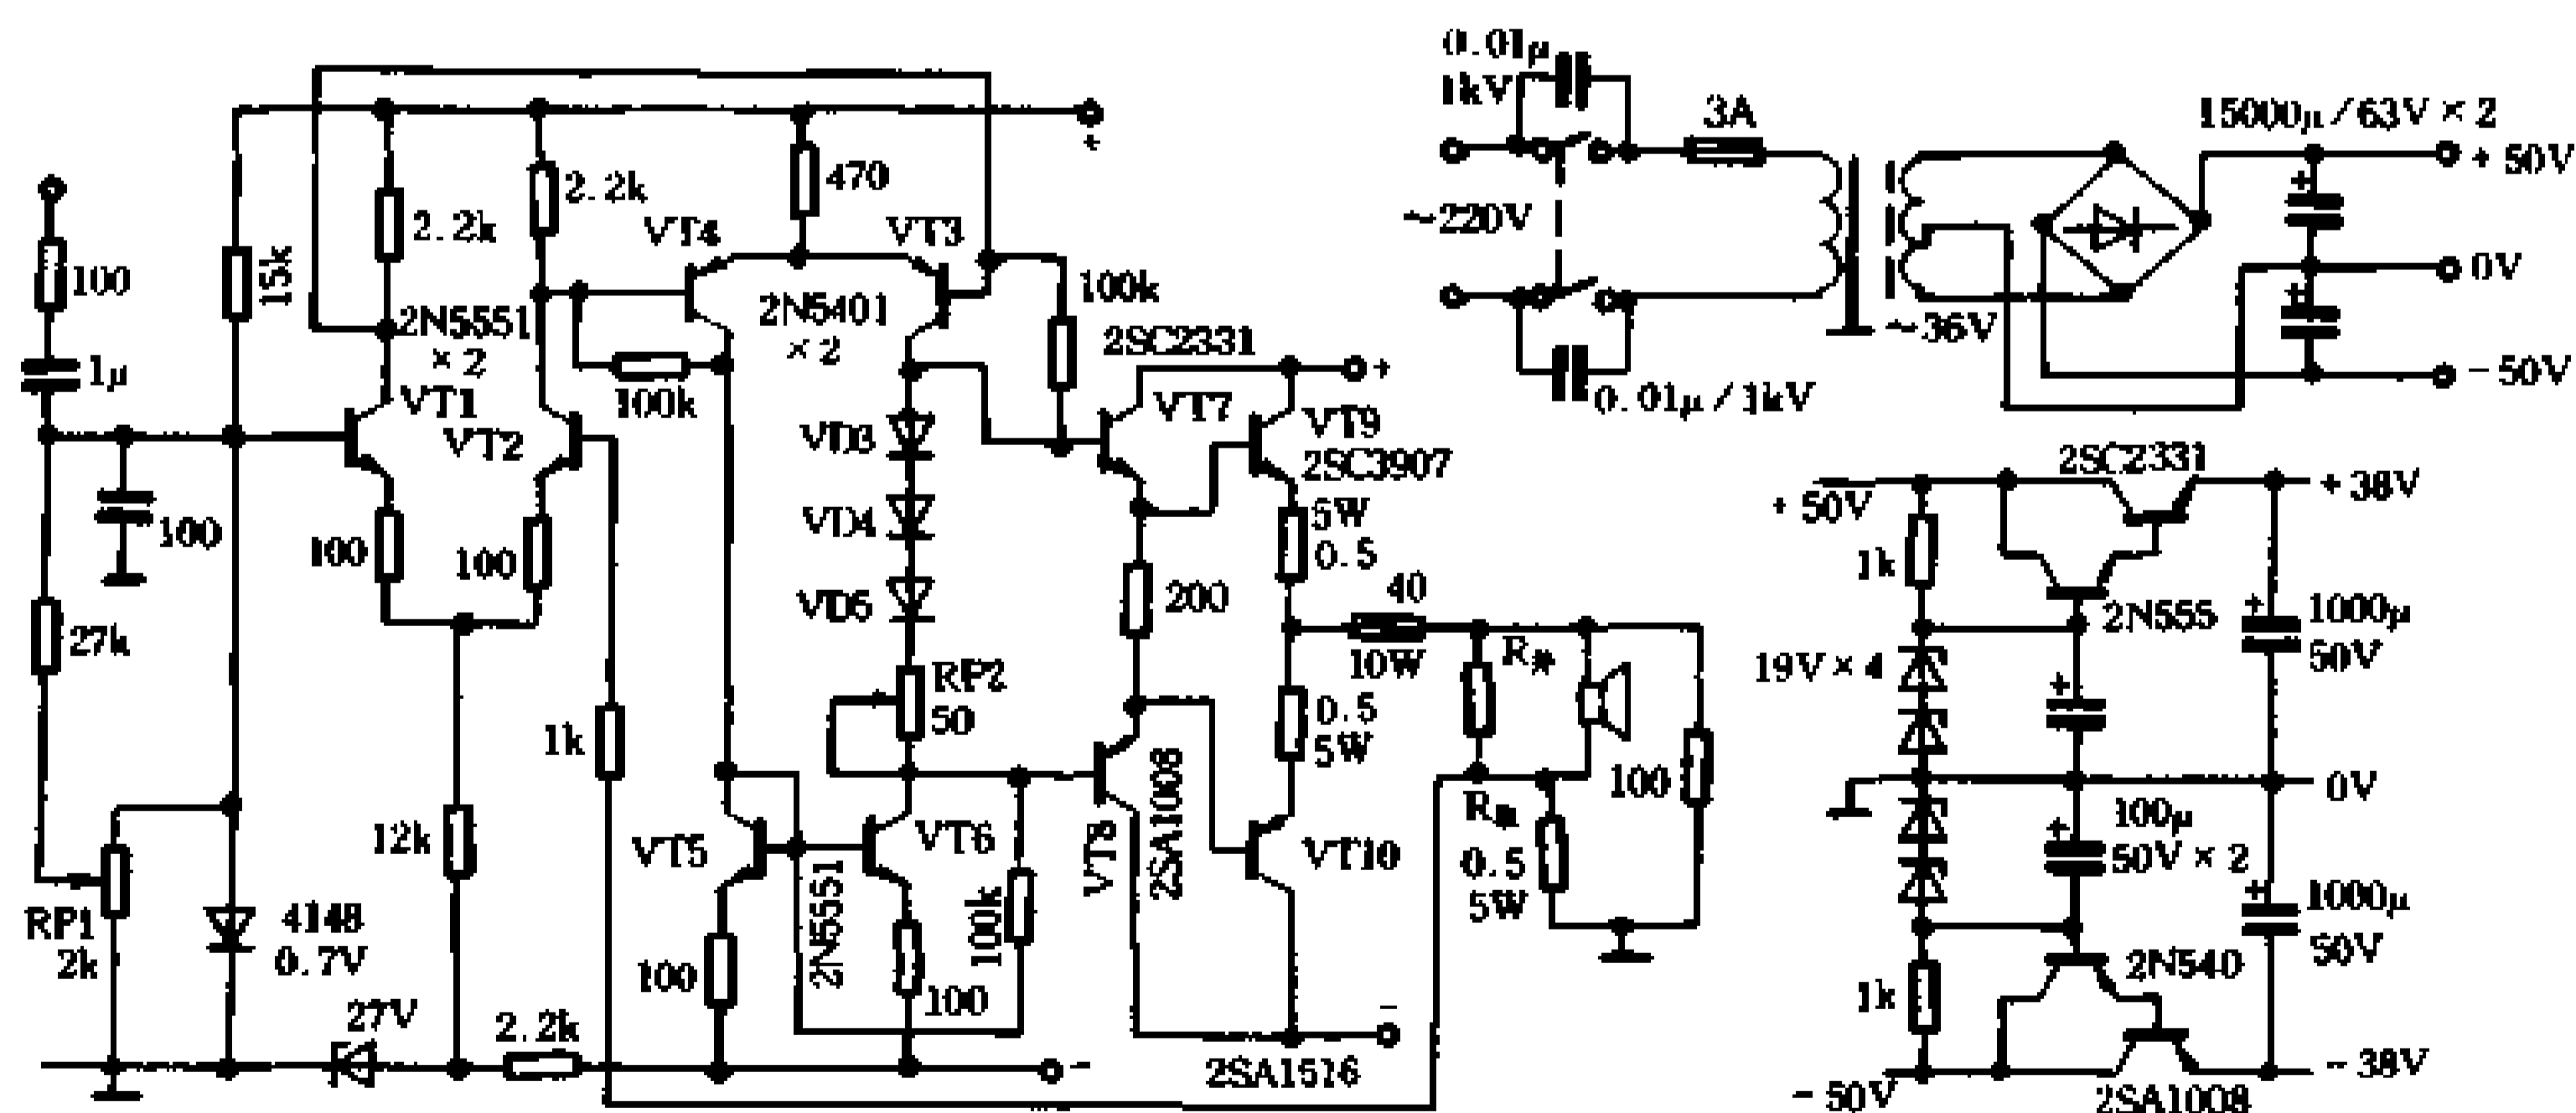 0.01μ
1kV
3A
15000μ/63V×2
+50V
~220V
0V
~36V
-50V
0.01μ/1kV
+
470
2.2k
2.2k
VT4
VT3
100
15k
100k
2N5551
×2
2N5401
×2
2SC2331
+
1μ
100k
VT1
VT2
VT7
VT9
2SC3907
VD3
5W
0.5
100
100
100
VD4
VD5
200
40
10W
27k
RP2
50
0.5
5W
1k
100
12k
VT5
VT6
2N5551
VT8
2SA1008
VT10
0.5
5W
RP1
2k
4148
0.7V
100
100
100k
27V
2.2k
-
-
2SA1516
2SC2331
+50V
+38V
1k
2N555
1000μ
50V
19V×4
+
+
0V
100μ
50V×2
1000μ
50V
2N540
1k
-50V
-38V
2SA1008